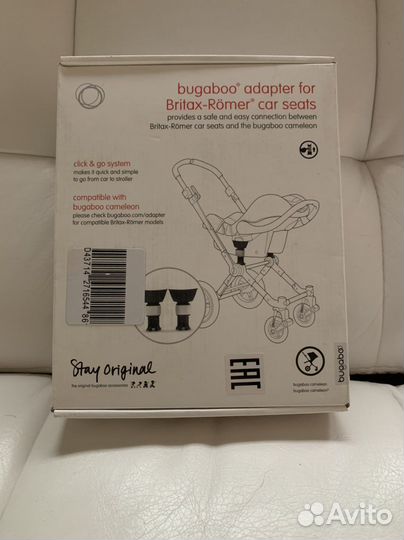 bugaboo® adapter for
Britax-Römer® car seats
provides a safe and easy connection between
Britax-Römer car seats and the bugaboo cameleon
click & go system
makes it quick and simple
to go from car to stroller
compatible with
bugaboo cameleon
please check bugaboo.com/adapter
for compatible Britax-Römer models
043714 2716544 86
Stay Original
the original bugaboo accessories
EAC
bugaboo cameleon
bugaboo cameleon³
bugaboo
Avito